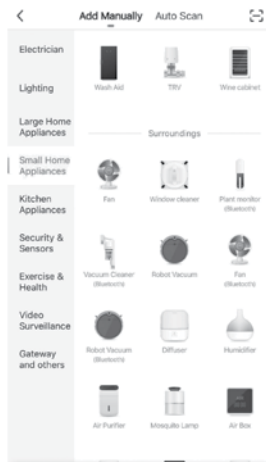 Add Manually Auto Scan
Electrician
Lighting
Large Home
Appliances
Small Home
Appliances
Kitchen
Appliances
Security &
Sensors
Exercise &
Health
Video
Surveillance
Gateway
and others
Wash Aid TRV Wine cabinet
Surroundings
Fan Window cleaner Plant monitor
(Bluetooth)
Vacuum Cleaner Robot Vacuum Fan
(Bluetooth) (Bluetooth)
Robot Vacuum Diffuser Humidifier
(Bluetooth)
Air Purifier Mosquito Lamp Air Box